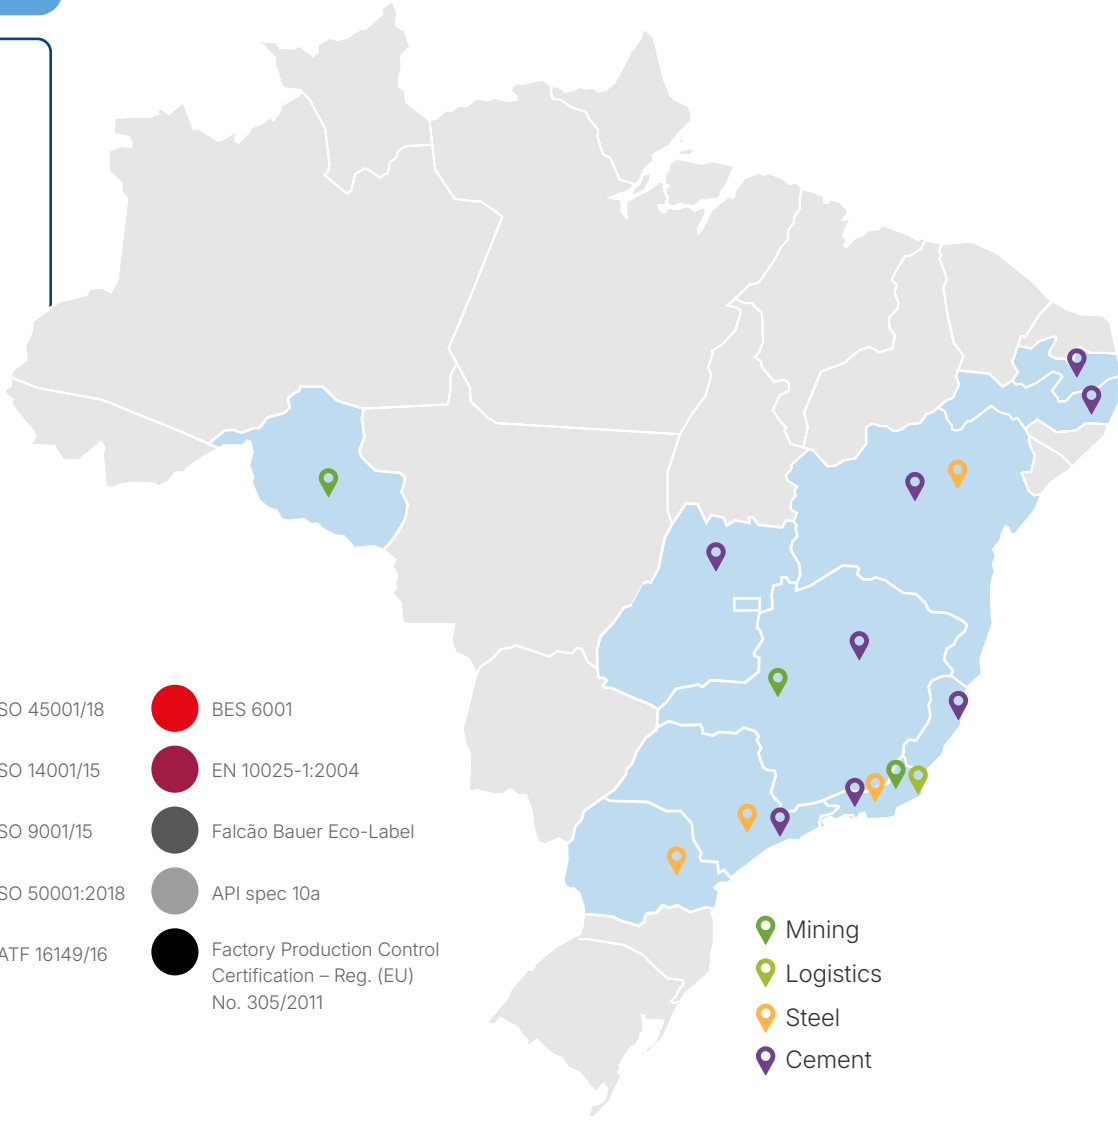 SO 45001/18
BES 6001
SO 14001/15
EN 10025-1:2004
SO 9001/15
Falcão Bauer Eco-Label
SO 50001:2018
API spec 10a
ATF 16149/16
Factory Production Control
Certification – Reg. (EU)
No. 305/2011
Mining
Logistics
Steel
Cement